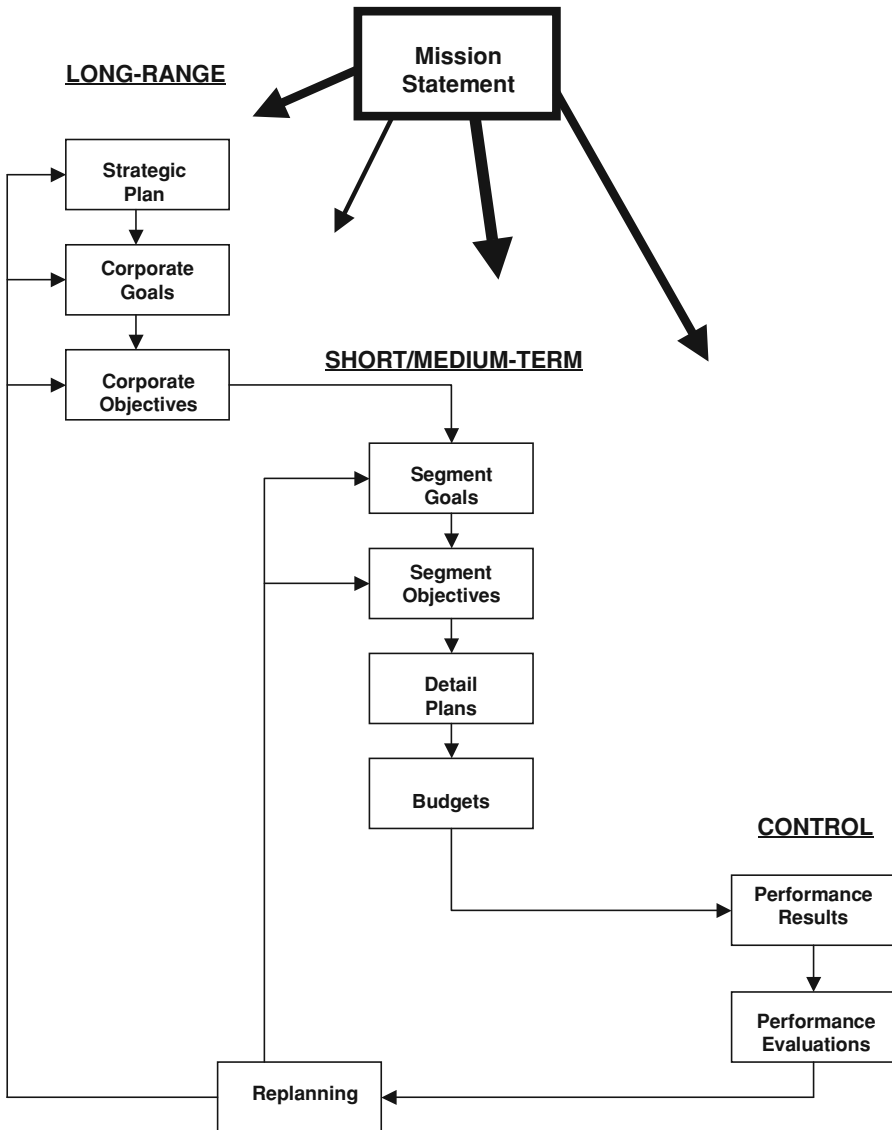 Mission
Statement
LONG-RANGE
Strategic
Plan
Corporate
Goals
Corporate
Objectives
SHORT/MEDIUM-TERM
Segment
Goals
Segment
Objectives
Detail
Plans
Budgets
CONTROL
Performance
Results
Performance
Evaluations
Replanning